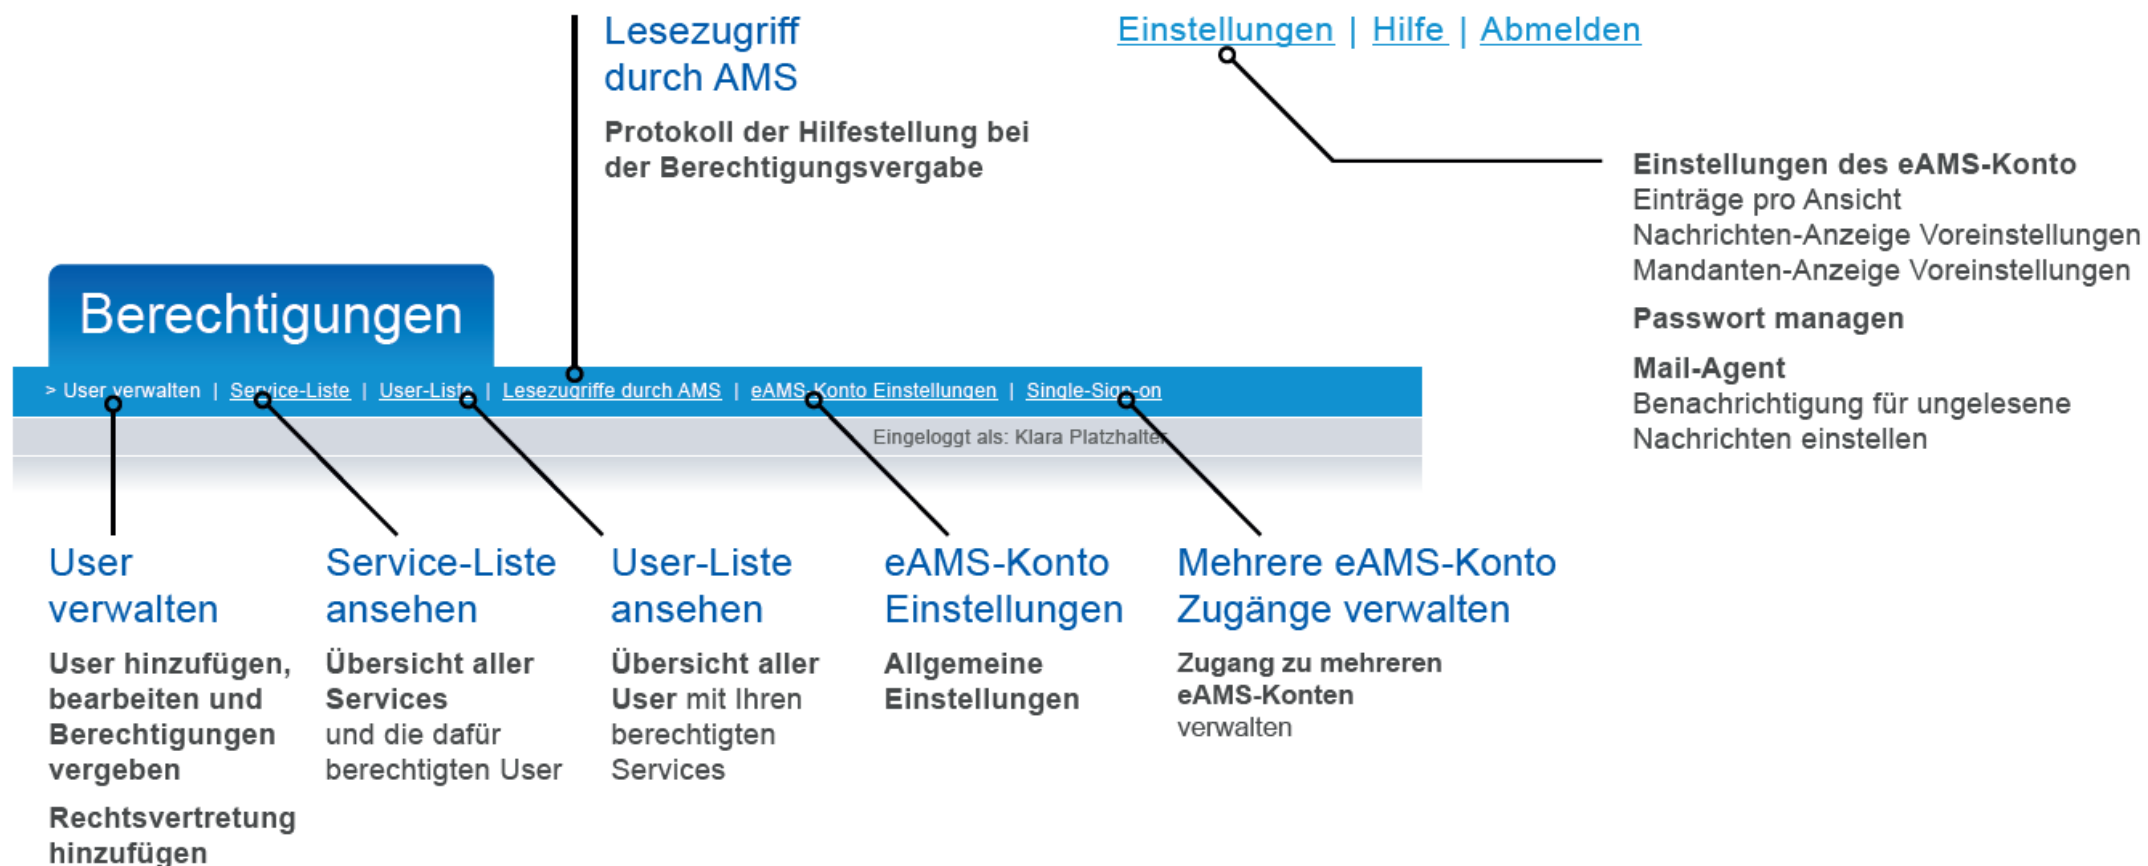 Lesezugriff
durch AMS
Protokoll der Hilfestellung bei
der Berechtigungsvergabe
Einstellungen | Hilfe | Abmelden
Einstellungen des eAMS-Konto
Einträge pro Ansicht
Nachrichten-Anzeige Voreinstellungen
Mandanten-Anzeige Voreinstellungen
Passwort managen
Mail-Agent
Benachrichtigung für ungelesene
Nachrichten einstellen
Berechtigungen
> User verwalten | Service-Liste | User-Liste | Lesezugriffe durch AMS | eAMS-Konto Einstellungen | Single-Sign-on
Eingeloggt als: Klara Platzhalter
User
verwalten
User hinzufügen,
bearbeiten und
Berechtigungen
vergeben
Rechtsvertretung
hinzufügen
Service-Liste
ansehen
Übersicht aller
Services
und die dafür
berechtigten User
User-Liste
ansehen
Übersicht aller
User mit Ihren
berechtigten
Services
eAMS-Konto
Einstellungen
Allgemeine
Einstellungen
Mehrere eAMS-Konto
Zugänge verwalten
Zugang zu mehreren
eAMS-Konten
verwalten